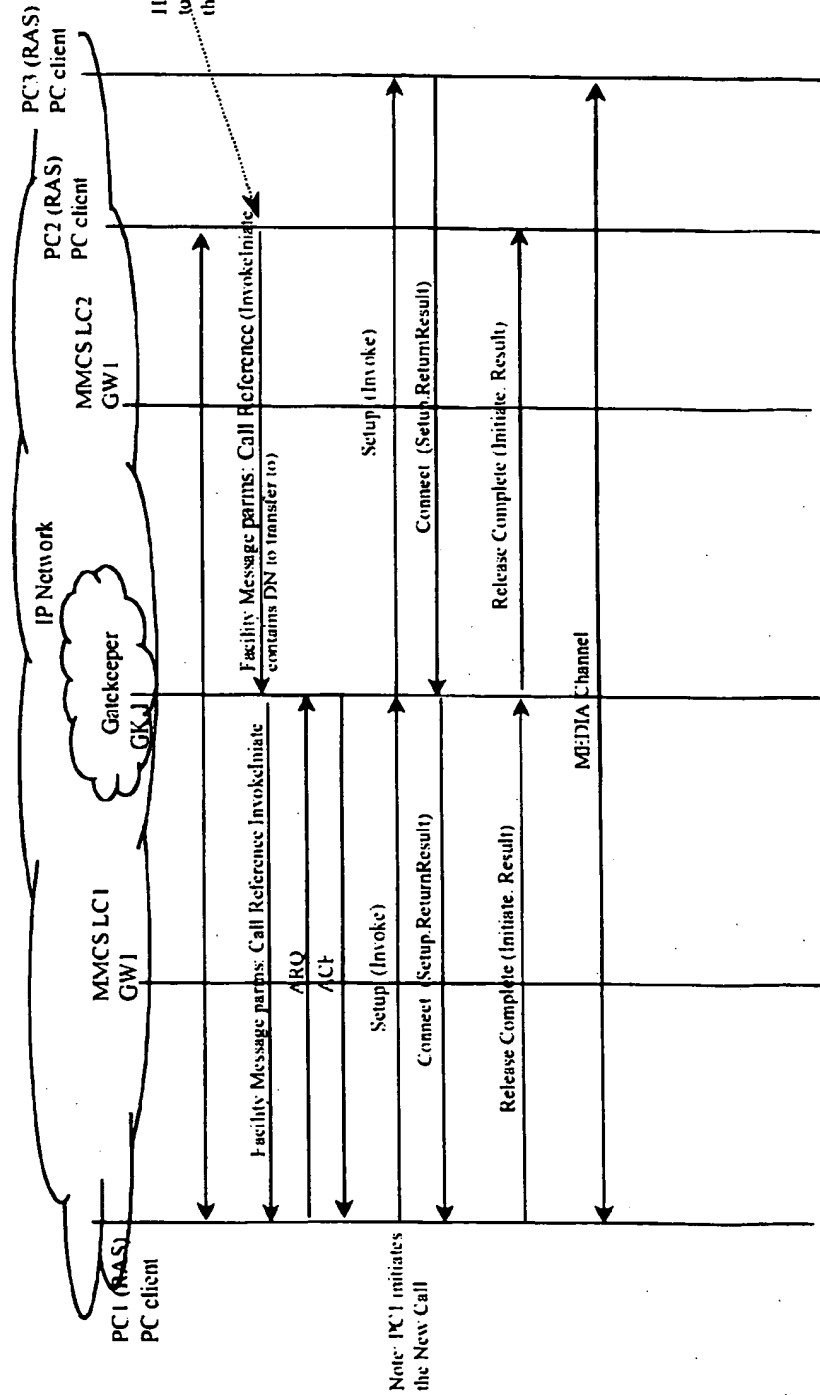 PC3 (RAS)
PC client
PC2 (RAS)
PC client
MMCS LC2
GW1
IP Network
Gatekeeper
GK1
MMCS LC1
GW1
PC1 (RAS)
PC client
Facility Message parms: Call Reference (InvokeIniate
contains DN to transfer to)
Facility Message parms: Call Reference InvokeIniate
ARQ
ACF
Setup (Invoke)
Setup (Invoke)
Connect (Setup.ReturnResult)
Connect (Setup.ReturnResult)
Release Complete (Initiate. Result)
Release Complete (Initiate. Result)
MEDIA Channel
Note: PC1 initiates
the New Call